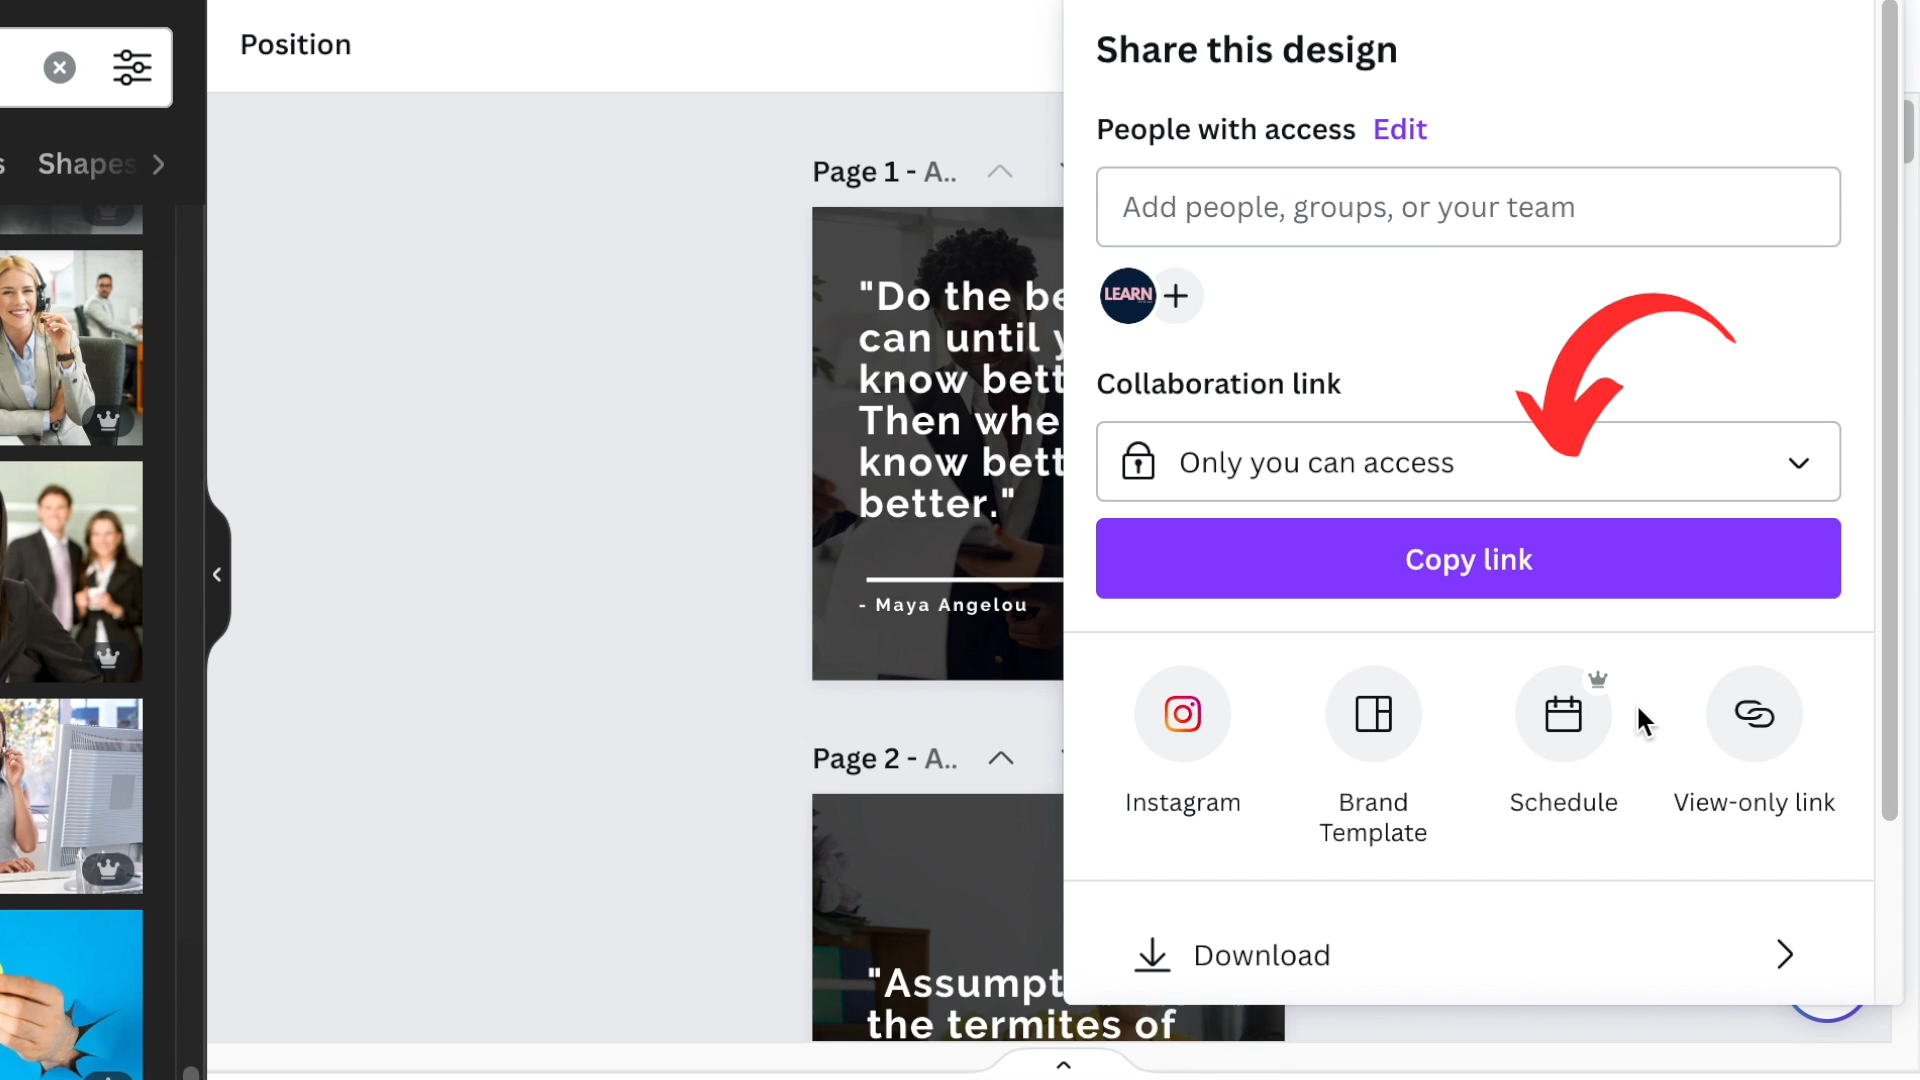 Position
Shapes
Page 1 - A..
"Do the be
can until y
know bett
Then whe
know bett
better."
- Maya Angelou
Page 2 - A..
"Assumpt
the termites of
Share this design
People with access Edit
Add people, groups, or your team
LEARN
Collaboration link
Only you can access
Copy link
Instagram
Brand
Template
Schedule
View-only link
Download